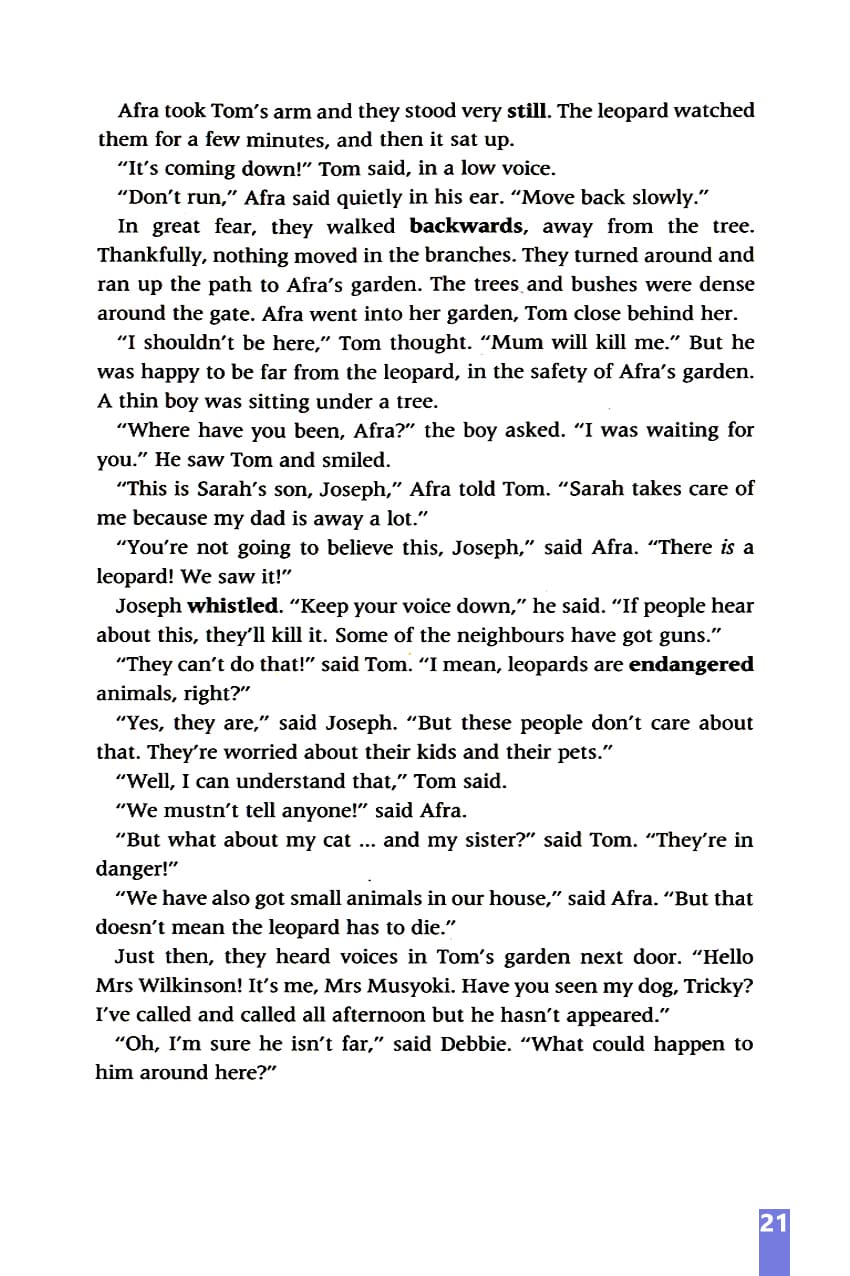 Afra took Tom's arm and they stood very still. The leopard watched
them for a few minutes, and then it sat up.
"It's coming down!" Tom said, in a low voice.
"Don't run," Afra said quietly in his ear. "Move back slowly."
In great fear, they walked backwards, away from the tree.
Thankfully, nothing moved in the branches. They turned around and
ran up the path to Afra's garden. The trees and bushes were dense
around the gate. Afra went into her garden, Tom close behind her.
"I shouldn't be here," Tom thought. "Mum will kill me." But he
was happy to be far from the leopard, in the safety of Afra's garden.
A thin boy was sitting under a tree.
"Where have you been, Afra?" the boy asked. "I was waiting for
you." He saw Tom and smiled.
"This is Sarah's son, Joseph," Afra told Tom. "Sarah takes care of
me because my dad is away a lot."
"You're not going to believe this, Joseph," said Afra. "There is a
leopard! We saw it!"
Joseph whistled. "Keep your voice down," he said. "If people hear
about this, they'll kill it. Some of the neighbours have got guns."
"They can't do that!" said Tom. "I mean, leopards are endangered
animals, right?"
"Yes, they are," said Joseph. "But these people don't care about
that. They're worried about their kids and their pets."
"Well, I can understand that," Tom said.
"We mustn't tell anyone!" said Afra.
"But what about my cat ... and my sister?" said Tom. "They're in
danger!"
"We have also got small animals in our house," said Afra. "But that
doesn't mean the leopard has to die."
Just then, they heard voices in Tom's garden next door. "Hello
Mrs Wilkinson! It's me, Mrs Musyoki. Have you seen my dog, Tricky?
I've called and called all afternoon but he hasn't appeared."
"Oh, I'm sure he isn't far," said Debbie. "What could happen to
him around here?"
21